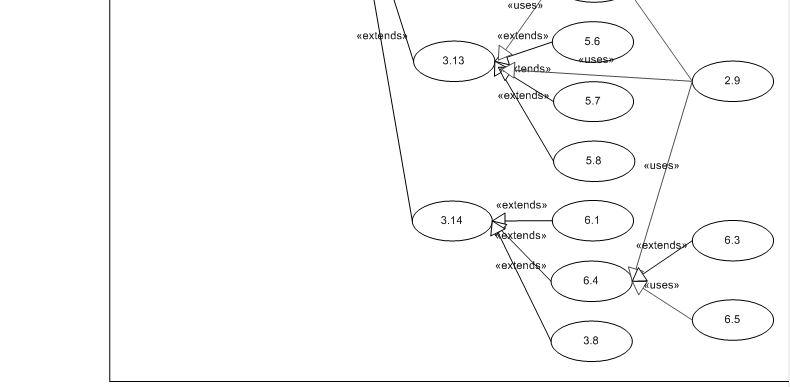 «uses»
«extends»
«extends»
5.6
3.13
«uses»
tends»
2.9
«extends»
5.7
5.8
«uses»
«extends»
3.14
6.1
«extends»
6.3
«extends»
«extends»
6.4
«uses»
6.5
3.8